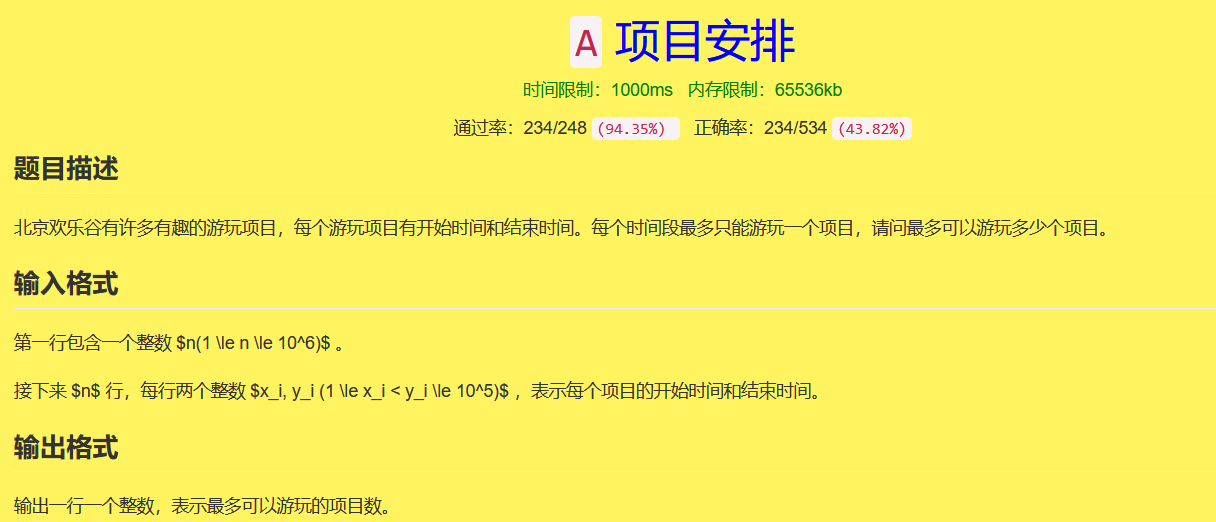 A 项目安排
时间限制：1000ms 内存限制：65536kb
通过率：234/248 (94.35%) 正确率：234/534 (43.82%)
题目描述
北京欢乐谷有许多有趣的游玩项目，每个游玩项目有开始时间和结束时间。每个时间段最多只能游玩一个项目，请问最多可以游玩多少个项目。
输入格式
第一行包含一个整数 $n(1 \le n \le 10^6)$ 。
接下来 $n$ 行，每行两个整数 $x_i, y_i (1 \le x_i < y_i \le 10^5)$ ，表示每个项目的开始时间和结束时间。
输出格式
输出一行一个整数，表示最多可以游玩的项目数。